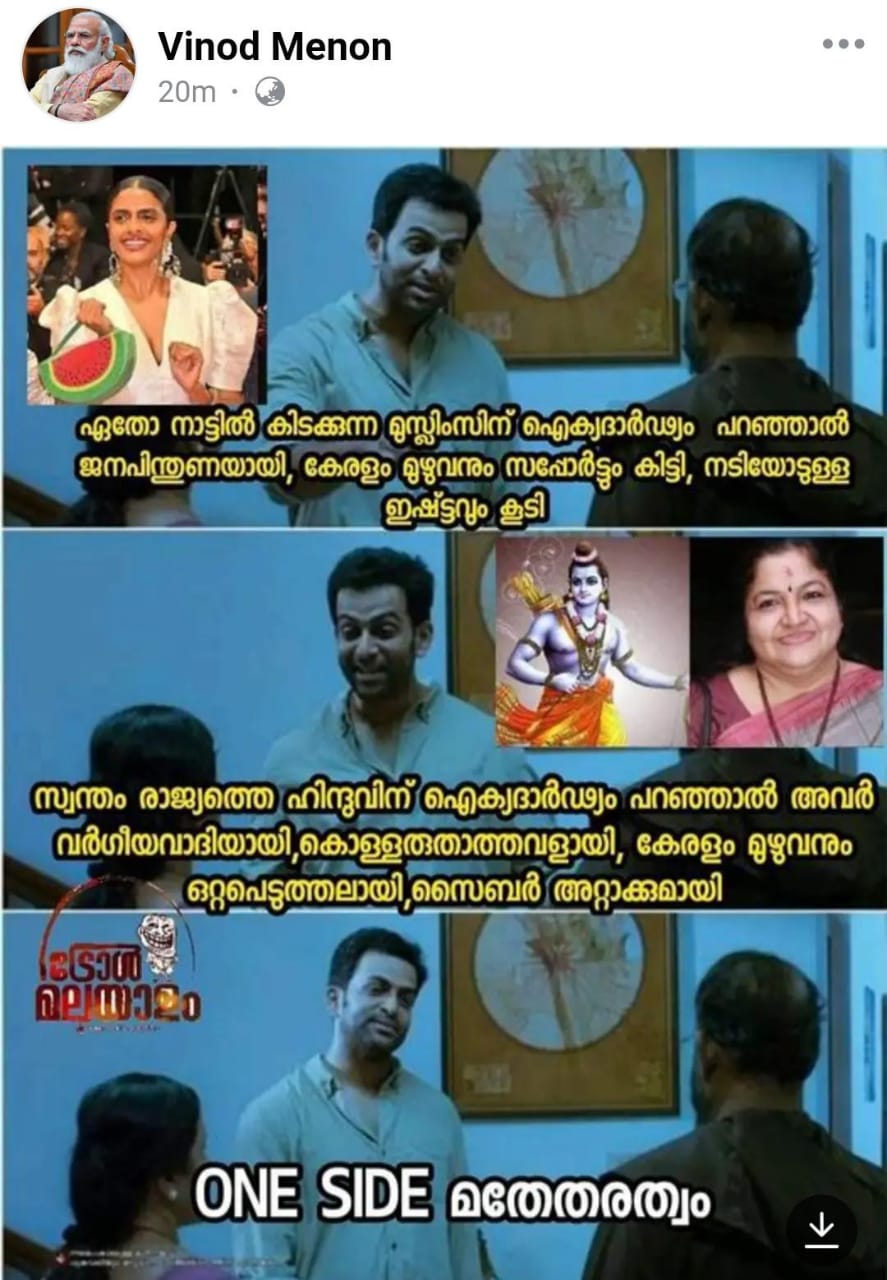 Vinod Menon
20m
ഏതോ നാട്ടിൽ കിടക്കുന്ന മുസ്ലിംസിന് ഐക്യദാർഢ്യം പറഞ്ഞാൽ
ജനപിന്തുണയായി, കേരളം മുഴുവനും സപ്പോർട്ടും കിട്ടി, നടിയോടുള്ള
ഇഷ്ട്ടവും കൂടി
സ്വന്തം രാജ്യത്തെ ഹിന്ദുവിന് ഐക്യദാർഢ്യം പറഞ്ഞാൽ അവർ
വർഗീയവാദിയായി,കൊള്ളരുതാത്തവളായി, കേരളം മുഴുവനും
ഒറ്റപെടുത്തലായി,സൈബർ അറ്റാക്കുമായി
ട്രോൾ
മലയാളം
ONE SIDE മതേതരത്വം